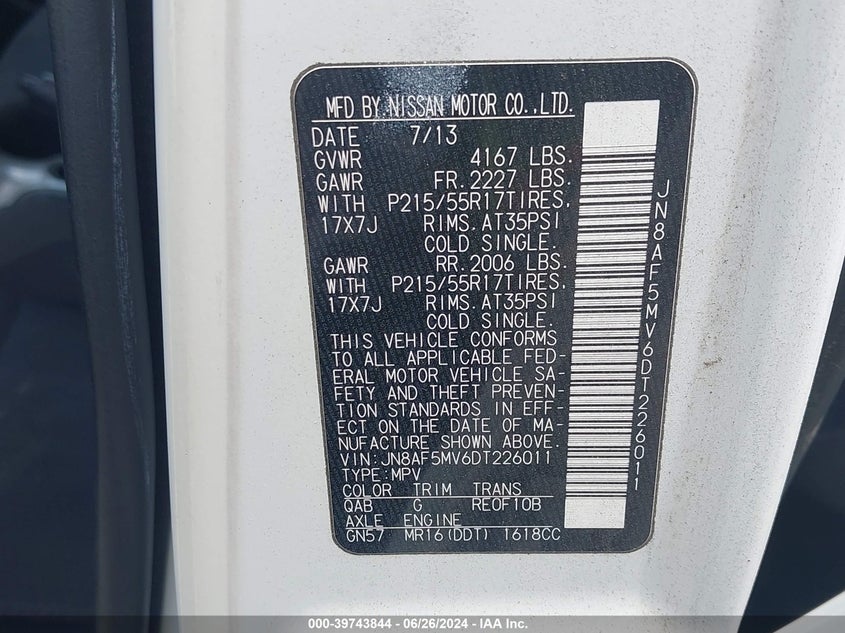 MFD BY NISSAN MOTOR CO.,LTD.
DATE 7/13
GVWR 4167 LBS.
GAWR FR.2227 LBS.
WITH P215/55R17TIRES,
17X7J RIMS.AT35PSI
COLD SINGLE.
GAWR RR.2006 LBS.
WITH P215/55R17TIRES,
17X7J RIMS.AT35PSI
COLD SINGLE.
THIS VEHICLE CONFORMS
TO ALL APPLICABLE FED-
ERAL MOTOR VEHICLE SA-
FETY AND THEFT PREVEN-
TION STANDARDS IN EFF-
ECT ON THE DATE OF MA-
NUFACTURE SHOWN ABOVE.
VIN:JN8AF5MV6DT226011
TYPE:MPV
COLOR TRIM TRANS
QAB G RE0F10B
AXLE ENGINE
GN57 MR16(DDT) 1618CC
JN8AF5MV6DT226011
000-39743844 | 06/26/2024 - IAA Inc.